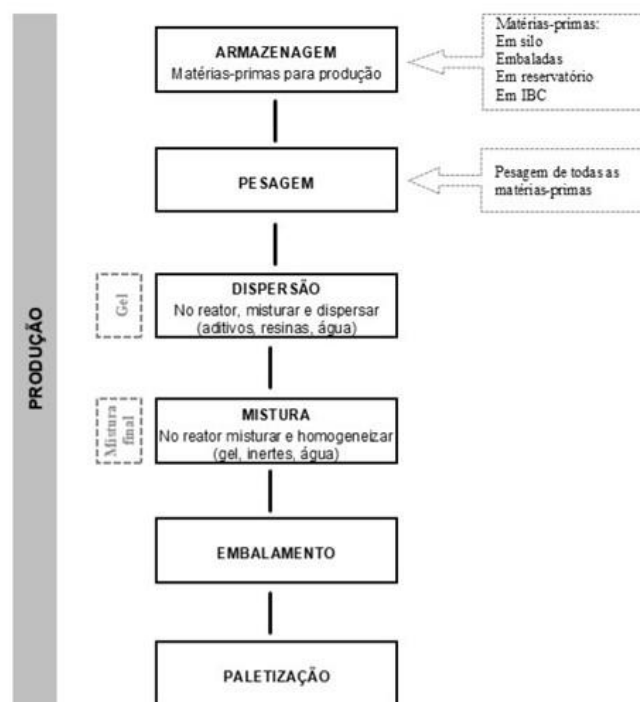 PRODUÇÃO
ARMAZENAGEM
Matérias-primas para produção
Matérias-primas:
Em silo
Embaladas
Em reservatório
Em IBC
PESAGEM
Pesagem de todas as
matérias-primas
Gel
DISPERSÃO
No reator, misturar e dispersar
(aditivos, resinas, água)
Mistura
final
MISTURA
No reator misturar e homogeneizar
(gel, inertes, água)
EMBALAMENTO
PALETIZAÇÃO